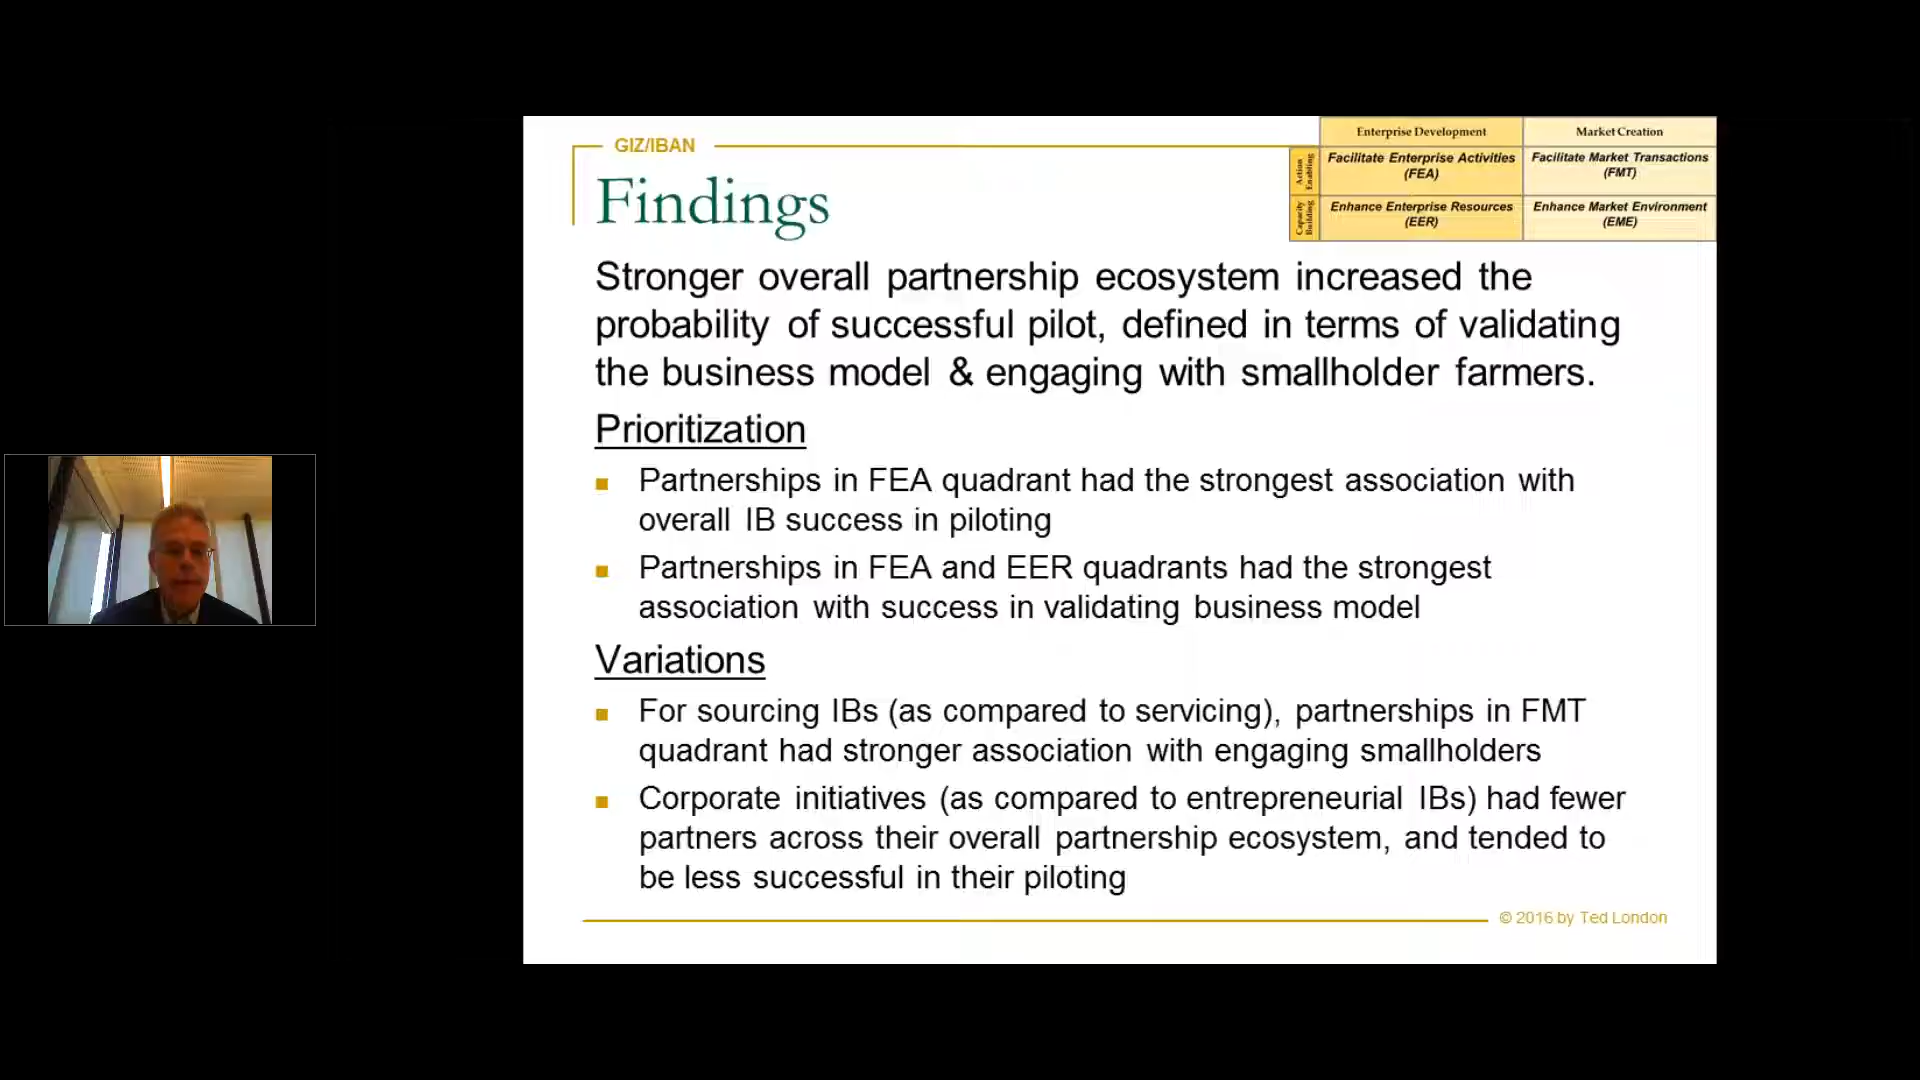 GIZ/IBAN
Findings
Enterprise Development
Market Creation
Action Enabling
Facilitate Enterprise Activities
(FEA)
Facilitate Market Transactions
(FMT)
Capacity Building
Enhance Enterprise Resources
(EER)
Enhance Market Environment
(EME)
Stronger overall partnership ecosystem increased the
probability of successful pilot, defined in terms of validating
the business model & engaging with smallholder farmers.
Prioritization
Partnerships in FEA quadrant had the strongest association with
overall IB success in piloting
Partnerships in FEA and EER quadrants had the strongest
association with success in validating business model
Variations
For sourcing IBs (as compared to servicing), partnerships in FMT
quadrant had stronger association with engaging smallholders
Corporate initiatives (as compared to entrepreneurial IBs) had fewer
partners across their overall partnership ecosystem, and tended to
be less successful in their piloting
© 2016 by Ted London